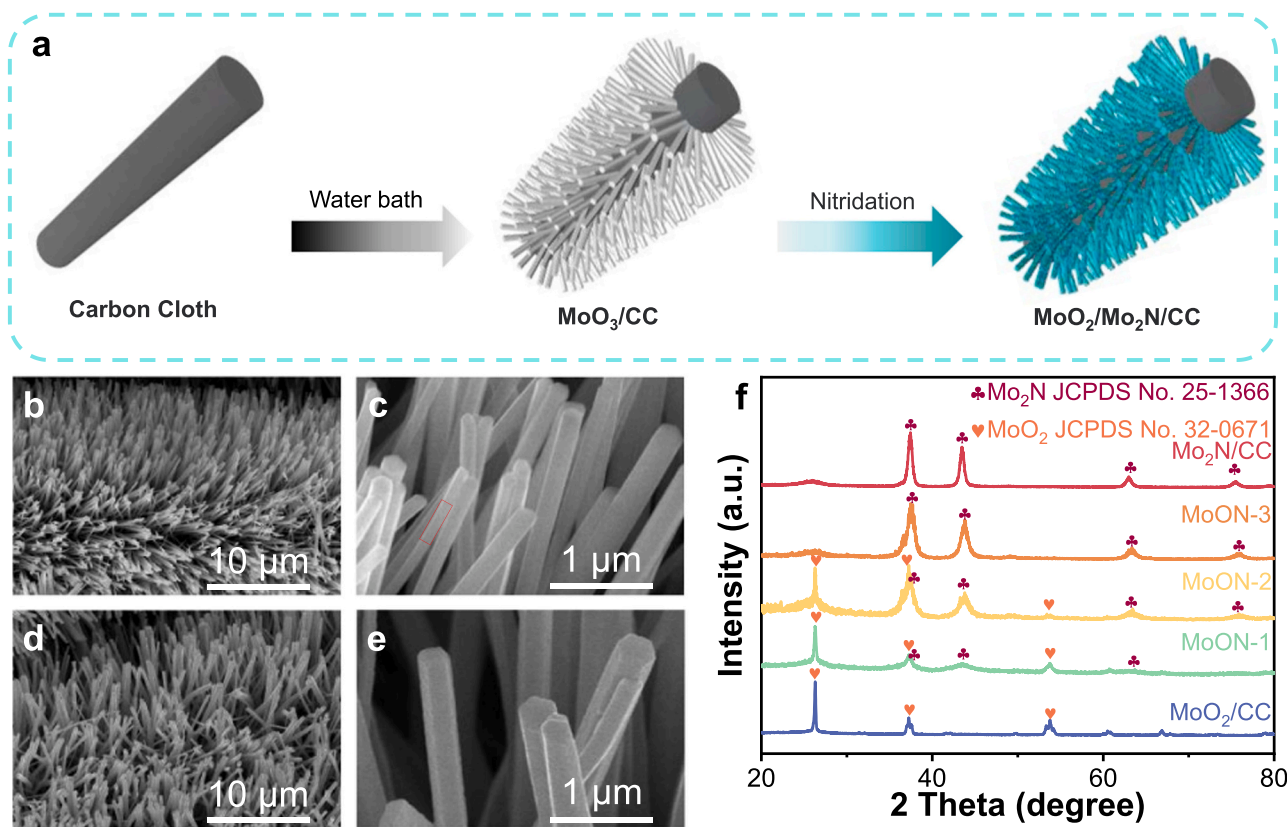 a
Water bath
Nitridation
Carbon Cloth
MoO₃/CC
MoO₂/Mo₂N/CC
b
10 μm
c
1 μm
d
10 μm
e
1 μm
f
♣Mo₂N JCPDS No. 25-1366
♥MoO₂ JCPDS No. 32-0671
Mo₂N/CC
MoON-3
MoON-2
MoON-1
MoO₂/CC
Intensity (a.u.)
20 40 60 80
2 Theta (degree)